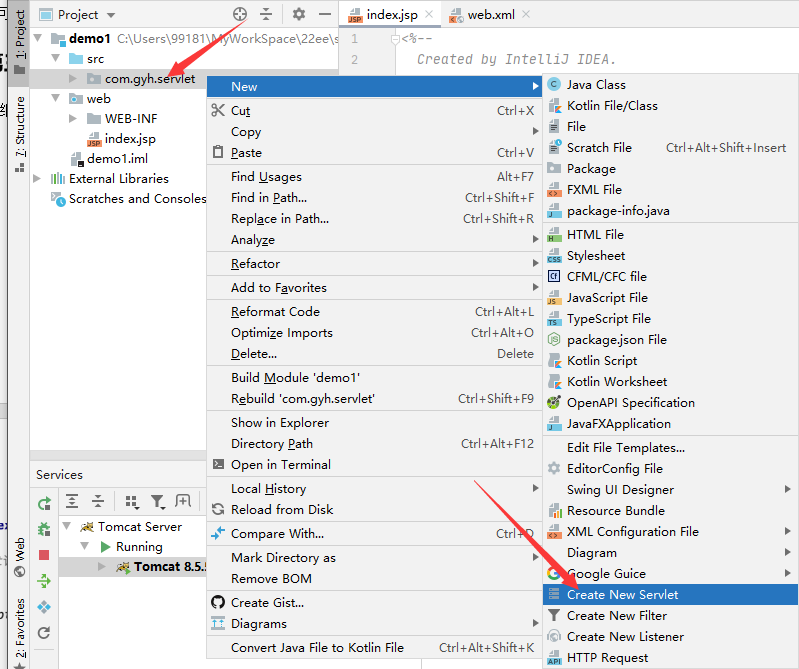 Project
index.jsp
web.xml
1: Project
demo1 C:\Users\99181\MyWorkSpace\22ee\s
src
com.gyh.servlet
web
WEB-INF
index.jsp
demo1.iml
External Libraries
Scratches and Consoles
1
2
<%--
Created by IntelliJ IDEA.
7: Structure
New
Cut Ctrl+X
Copy
Paste Ctrl+V
Find Usages Alt+F7
Find in Path... Ctrl+Shift+F
Replace in Path... Ctrl+Shift+R
Analyze
Refactor
Add to Favorites
Reformat Code Ctrl+Alt+L
Optimize Imports Ctrl+Alt+O
Delete... Delete
Build Module 'demo1'
Rebuild 'com.gyh.servlet' Ctrl+Shift+F9
Show in Explorer
Directory Path Ctrl+Alt+F12
Open in Terminal
Local History
Reload from Disk
Compare With... Ctrl+D
Mark Directory as
Remove BOM
Create Gist...
Diagrams
Convert Java File to Kotlin File Ctrl+Alt+Shift+K
Java Class
Kotlin File/Class
File
Scratch File Ctrl+Alt+Shift+Insert
Package
FXML File
package-info.java
HTML File
Stylesheet
CFML/CFC file
JavaScript File
TypeScript File
package.json File
Kotlin Script
Kotlin Worksheet
OpenAPI Specification
JavaFXApplication
Edit File Templates...
EditorConfig File
Swing UI Designer
Resource Bundle
XML Configuration File
Diagram
Google Guice
Create New Servlet
Create New Filter
Create New Listener
HTTP Request
Services
Tomcat Server
Running
Tomcat 8.5.5
Web
2: Favorites